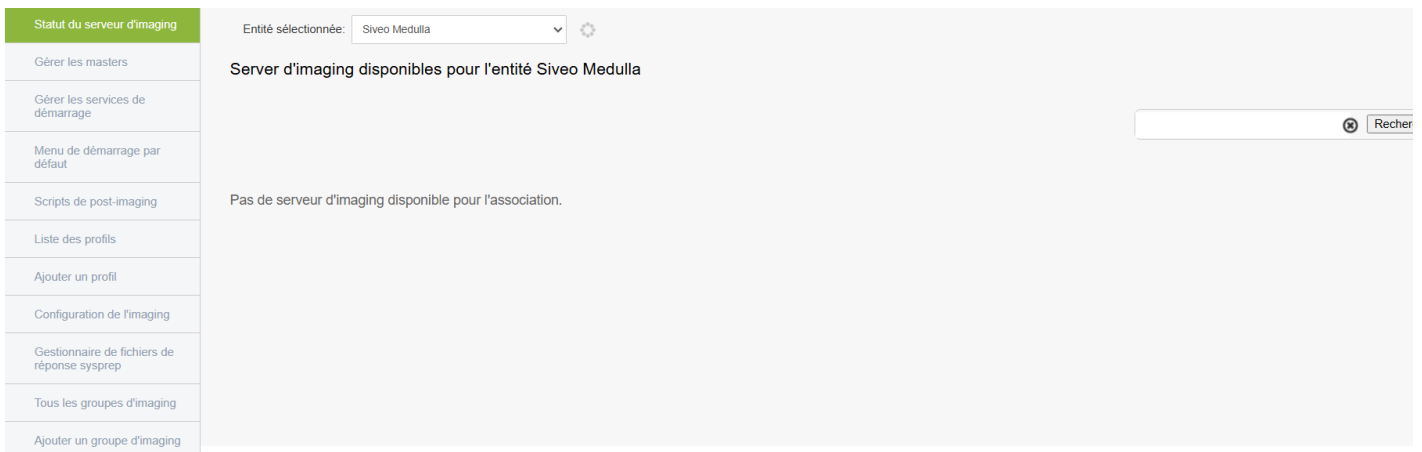 Statut du serveur d'imaging
Gérer les masters
Gérer les services de
démarrage
Menu de démarrage par
défaut
Scripts de post-imaging
Liste des profils
Ajouter un profil
Configuration de l'imaging
Gestionnaire de fichiers de
réponse sysprep
Tous les groupes d'imaging
Ajouter un groupe d'imaging
Entité sélectionnée: Siveo Medulla
Server d'imaging disponibles pour l'entité Siveo Medulla
Recher
Pas de serveur d'imaging disponible pour l'association.